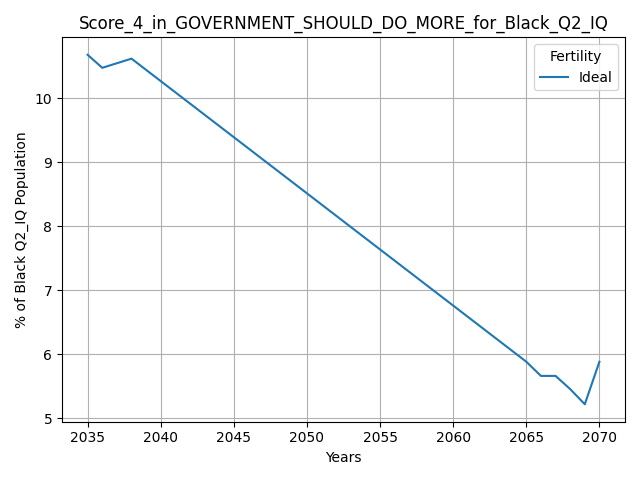 Score_4_in_GOVERNMENT_SHOULD_DO_MORE_for_Black_Q2_IQ
Fertility
Ideal
10
9
8
7
6
5
% of Black Q2_IQ Population
2035 2040 2045 2050 2055 2060 2065 2070
Years